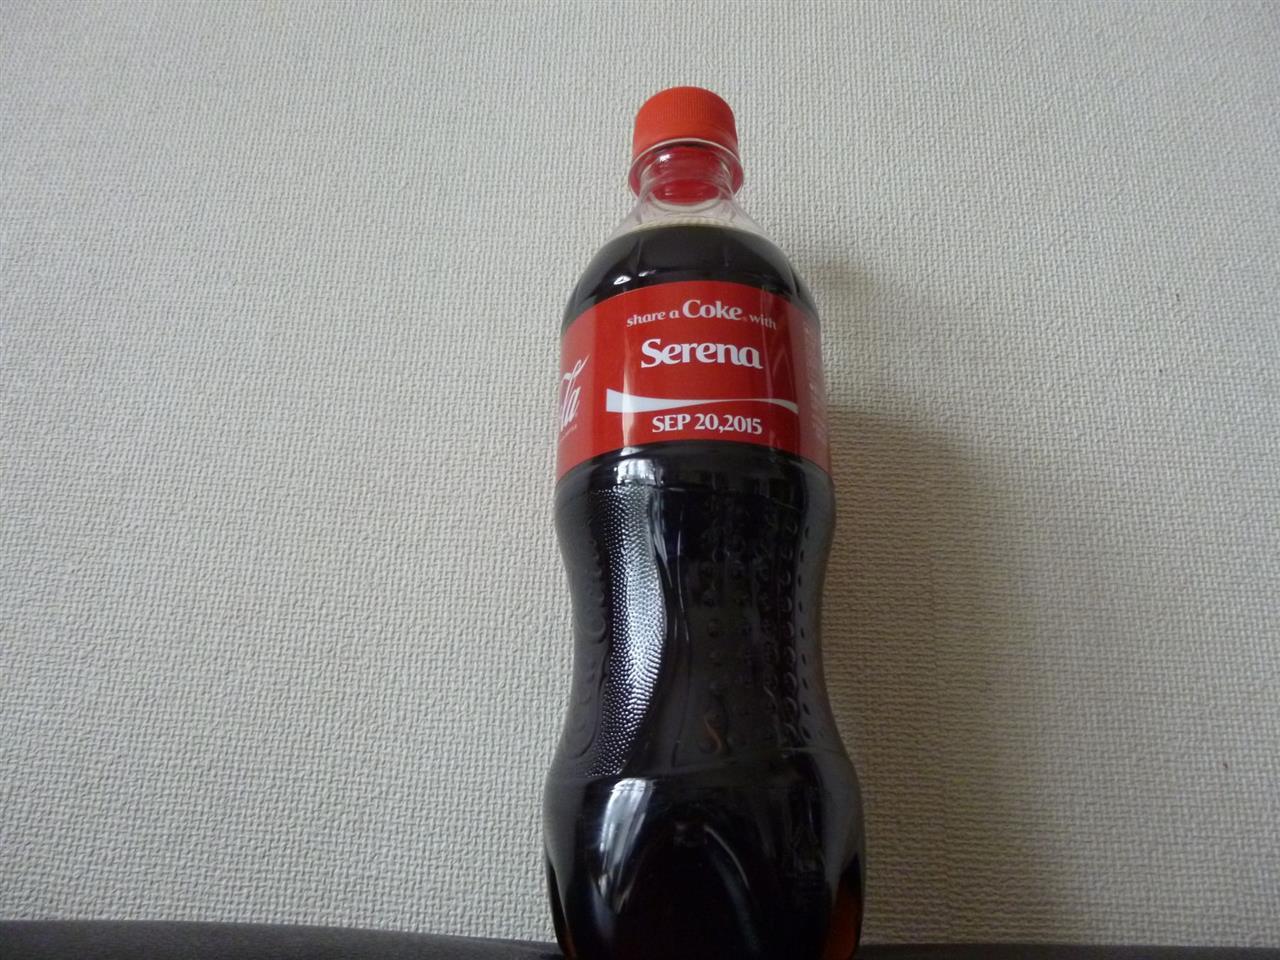 share a Coke with
Serena
SEP 20,2015